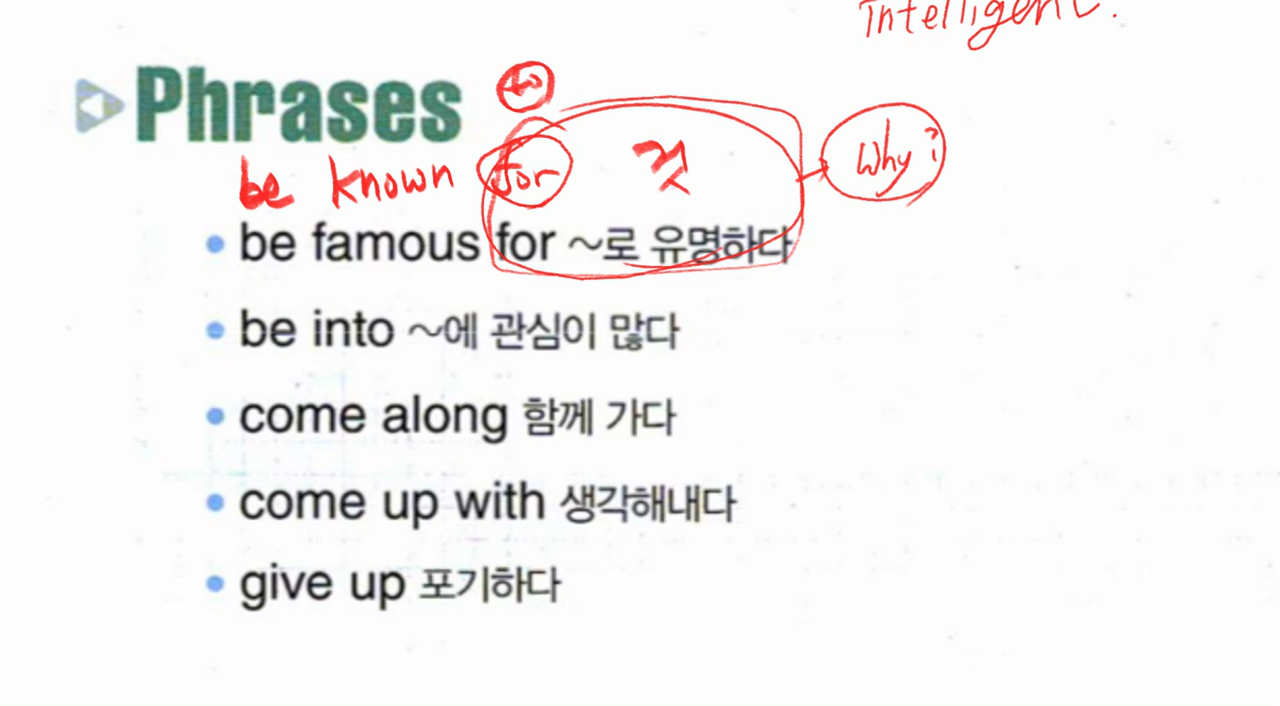 intelligent.
Phrases
to
be known for 것 Why?
• be famous for ~로 유명하다
• be into ~에 관심이 많다
• come along 함께 가다
• come up with 생각해내다
• give up 포기하다